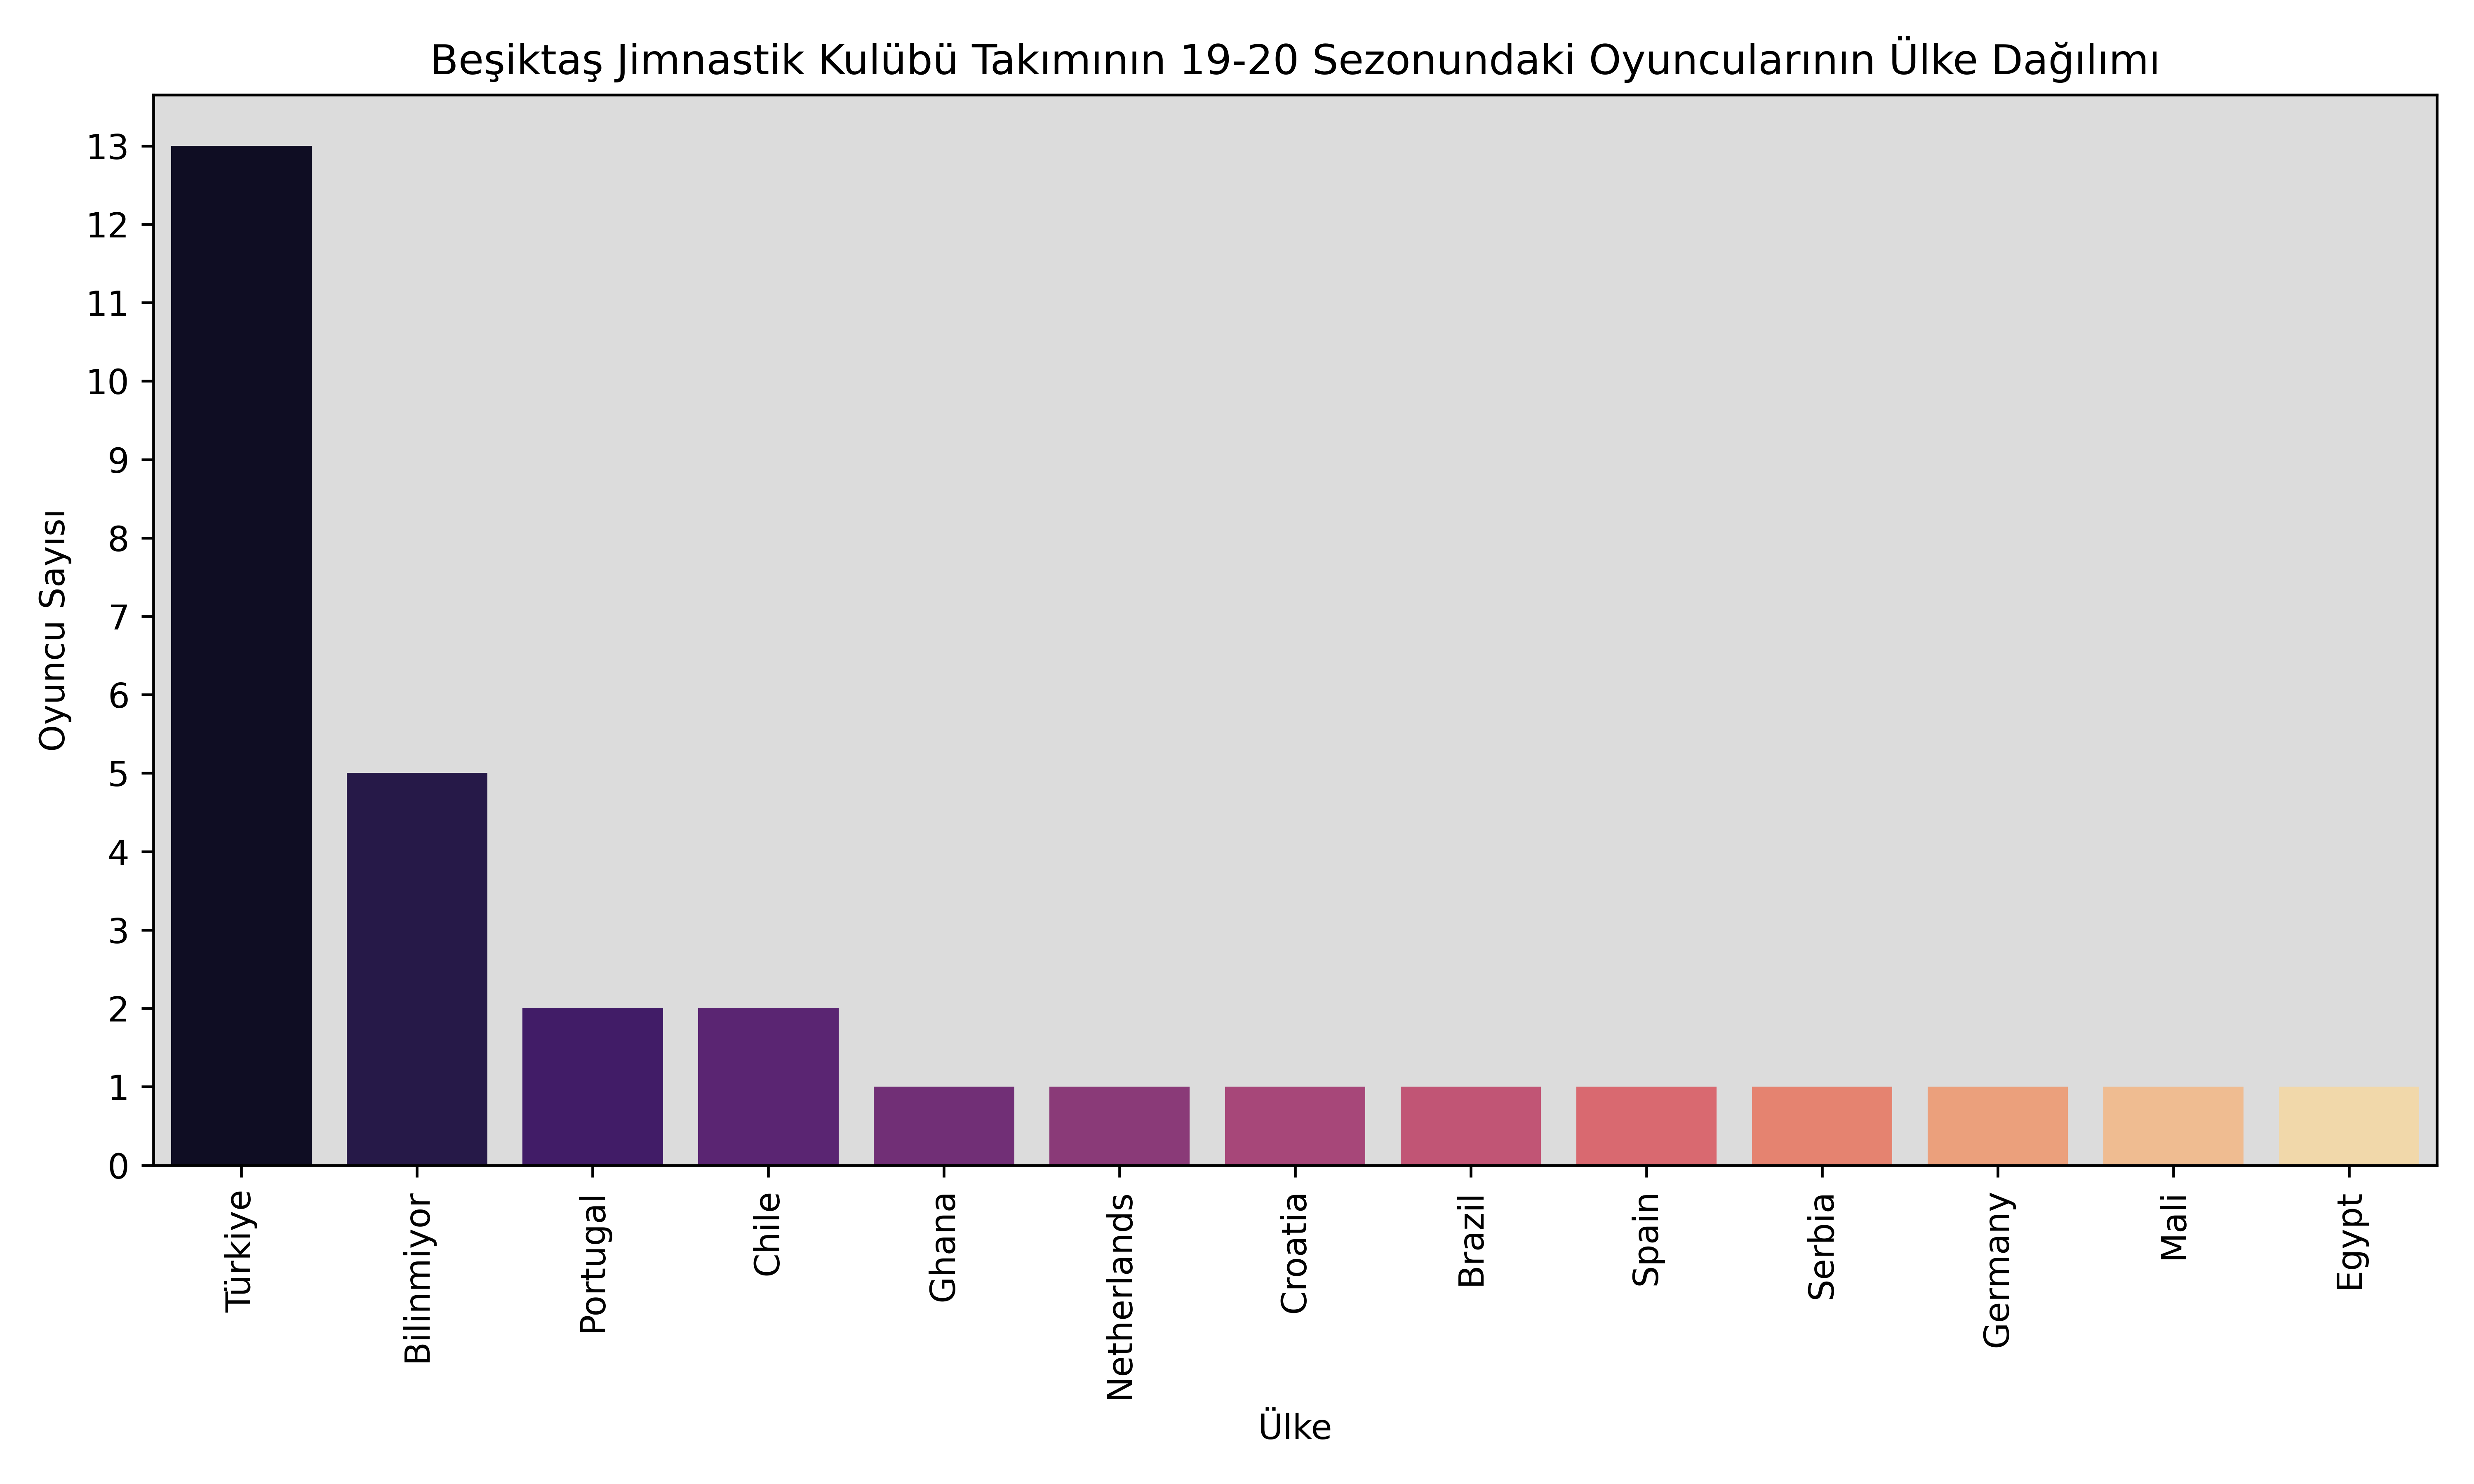 Beşiktaş Jimnastik Kulübü Takımının 19-20 Sezonundaki Oyuncularının Ülke Dağılımı
Oyuncu Sayısı
13
12
11
10
9
8
7
6
5
4
3
2
1
0
Türkiye
Bilinmiyor
Portugal
Chile
Ghana
Netherlands
Croatia
Brazil
Spain
Serbia
Germany
Mali
Egypt
Ülke